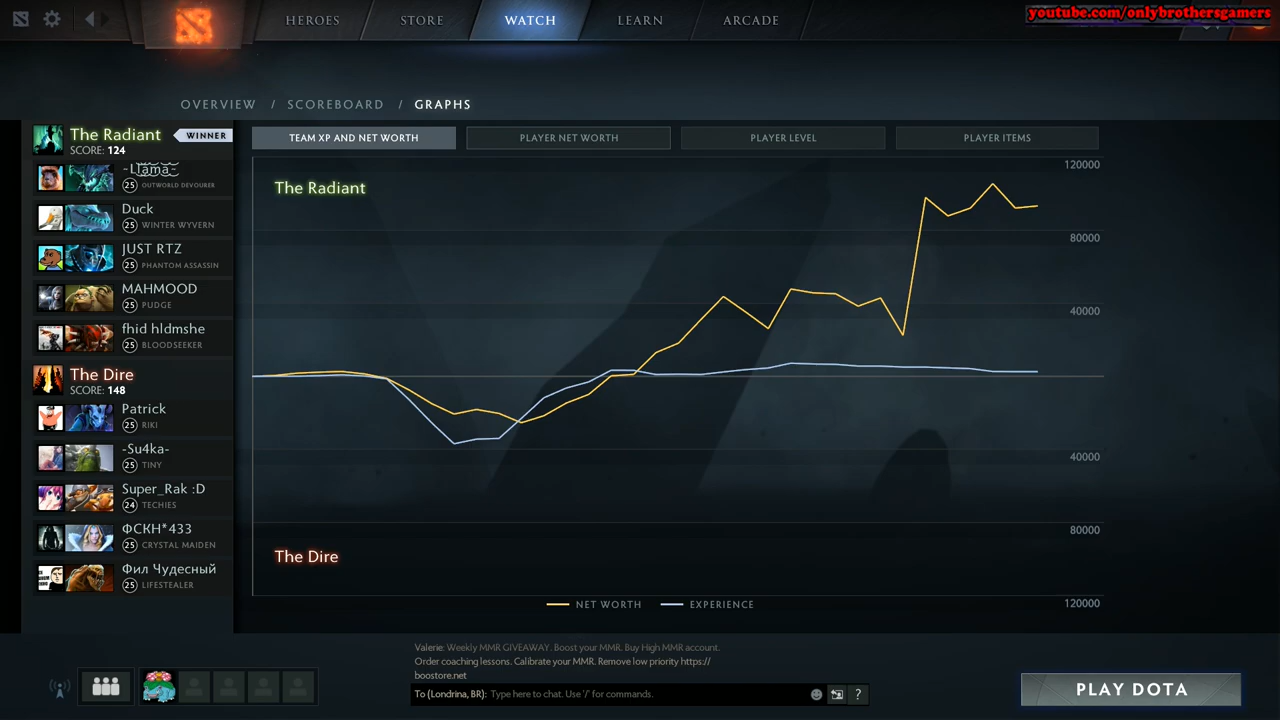 HEROES
STORE
WATCH
LEARN
ARCADE
youtube.com/onlybrothersgamers
OVERVIEW / SCOREBOARD / GRAPHS
The Radiant
WINNER
SCORE: 124
25 OUTWORLD DEVOURER
Duck
25 WINTER WYVERN
JUST RTZ
25 PHANTOM ASSASSIN
MAHMOOD
25 PUDGE
fhid hldmshe
25 BLOODSEEKER
The Dire
SCORE: 148
Patrick
25 RIKI
-Su4ka-
25 TINY
Super_Rak :D
24 TECHIES
ФСКН*433
25 CRYSTAL MAIDEN
Фил Чудесный
25 LIFESTEALER
TEAM XP AND NET WORTH
PLAYER NET WORTH
PLAYER LEVEL
PLAYER ITEMS
The Radiant
120000
80000
40000
40000
80000
120000
The Dire
NET WORTH
EXPERIENCE
Valerie: Weekly MMR GIVEAWAY. Boost your MMR. Buy High MMR account.
Order coaching lessons. Calibrate your MMR. Remove low priority https://
boostore.net
To (Londrina, BR): Type here to chat. Use '/' for commands.
?
PLAY DOTA